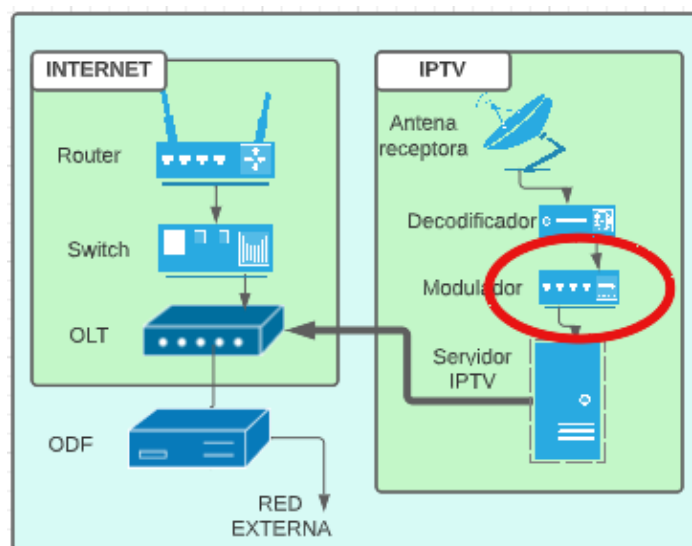 INTERNET
Router
Switch
OLT
ODF
RED
EXTERNA
IPTV
Antena
receptora
Decodificador
Modulador
Servidor
IPTV